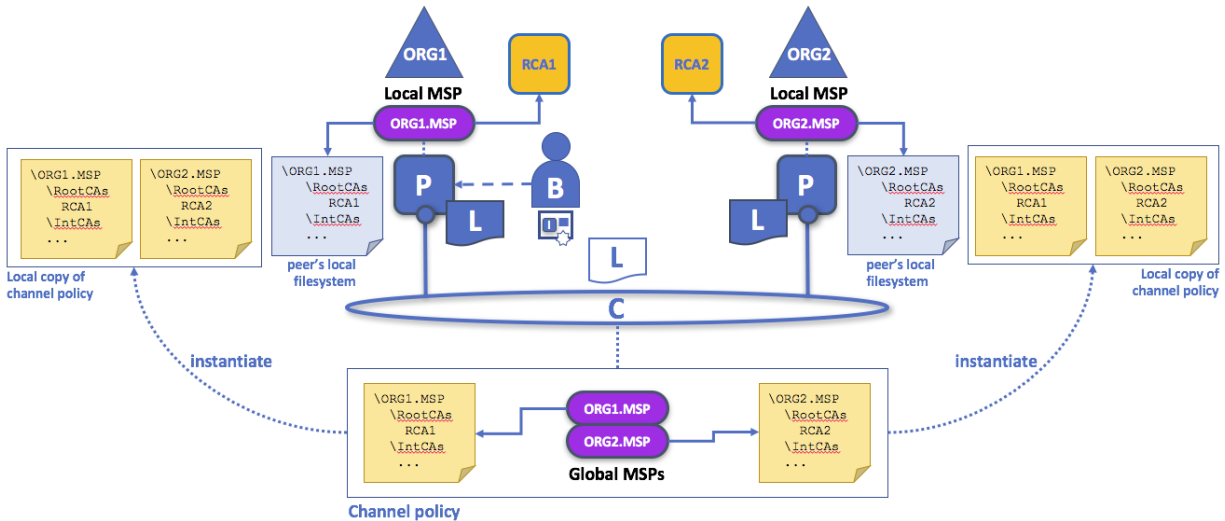 ORG1
RCA1
Local MSP
ORG1.MSP
RCA2
ORG2
Local MSP
ORG2.MSP
\ORG1.MSP
\RootCAs
RCA1
\IntCAs
...
\ORG2.MSP
\RootCAs
RCA2
\IntCAs
...
Local copy of
channel policy
\ORG1.MSP
\RootCAs
RCA1
\IntCAs
...
peer's local
filesystem
P
L
B
I
L
P
L
\ORG2.MSP
\RootCAs
RCA2
\IntCAs
...
peer's local
filesystem
\ORG1.MSP
\RootCAs
RCA1
\IntCAs
...
\ORG2.MSP
\RootCAs
RCA2
\IntCAs
...
Local copy of
channel policy
C
instantiate
instantiate
\ORG1.MSP
\RootCAs
RCA1
\IntCAs
...
ORG1.MSP
ORG2.MSP
Global MSPs
\ORG2.MSP
\RootCAs
RCA2
\IntCAs
...
Channel policy